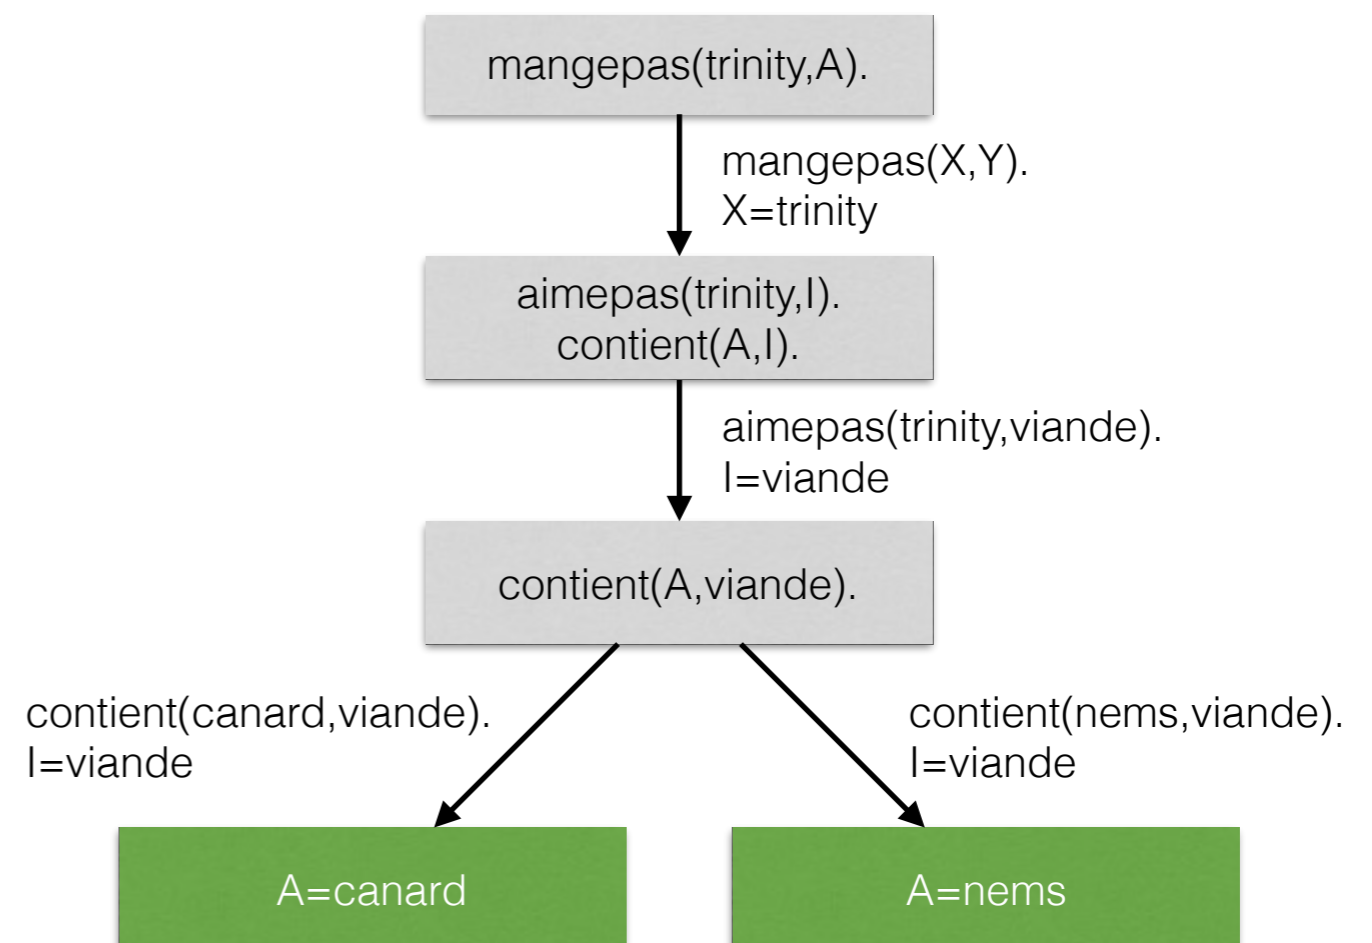 mangepas(trinity,A).
mangepas(X,Y).
X=trinity
aimepas(trinity,I).
contient(A,I).
aimepas(trinity,viande).
I=viande
contient(A,viande).
contient(canard,viande).
I=viande
contient(nems,viande).
I=viande
A=canard
A=nems